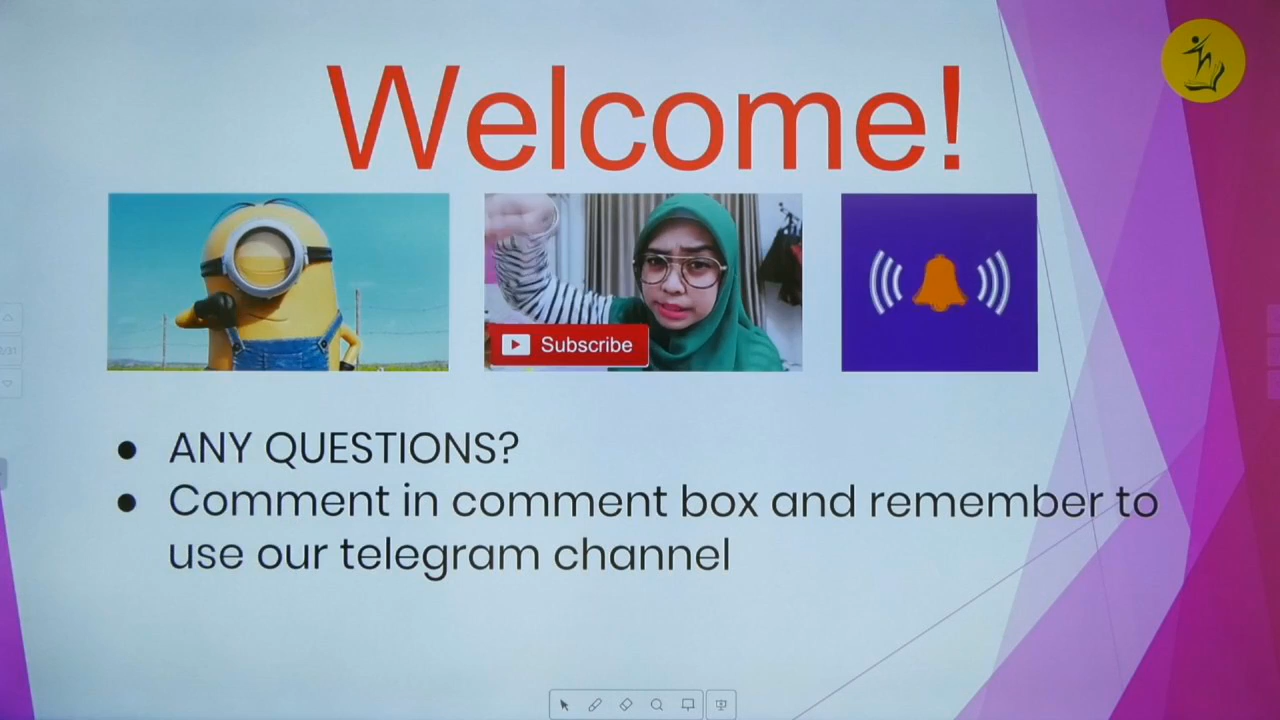 Welcome!
Subscribe
ANY QUESTIONS?
Comment in comment box and remember to
use our telegram channel